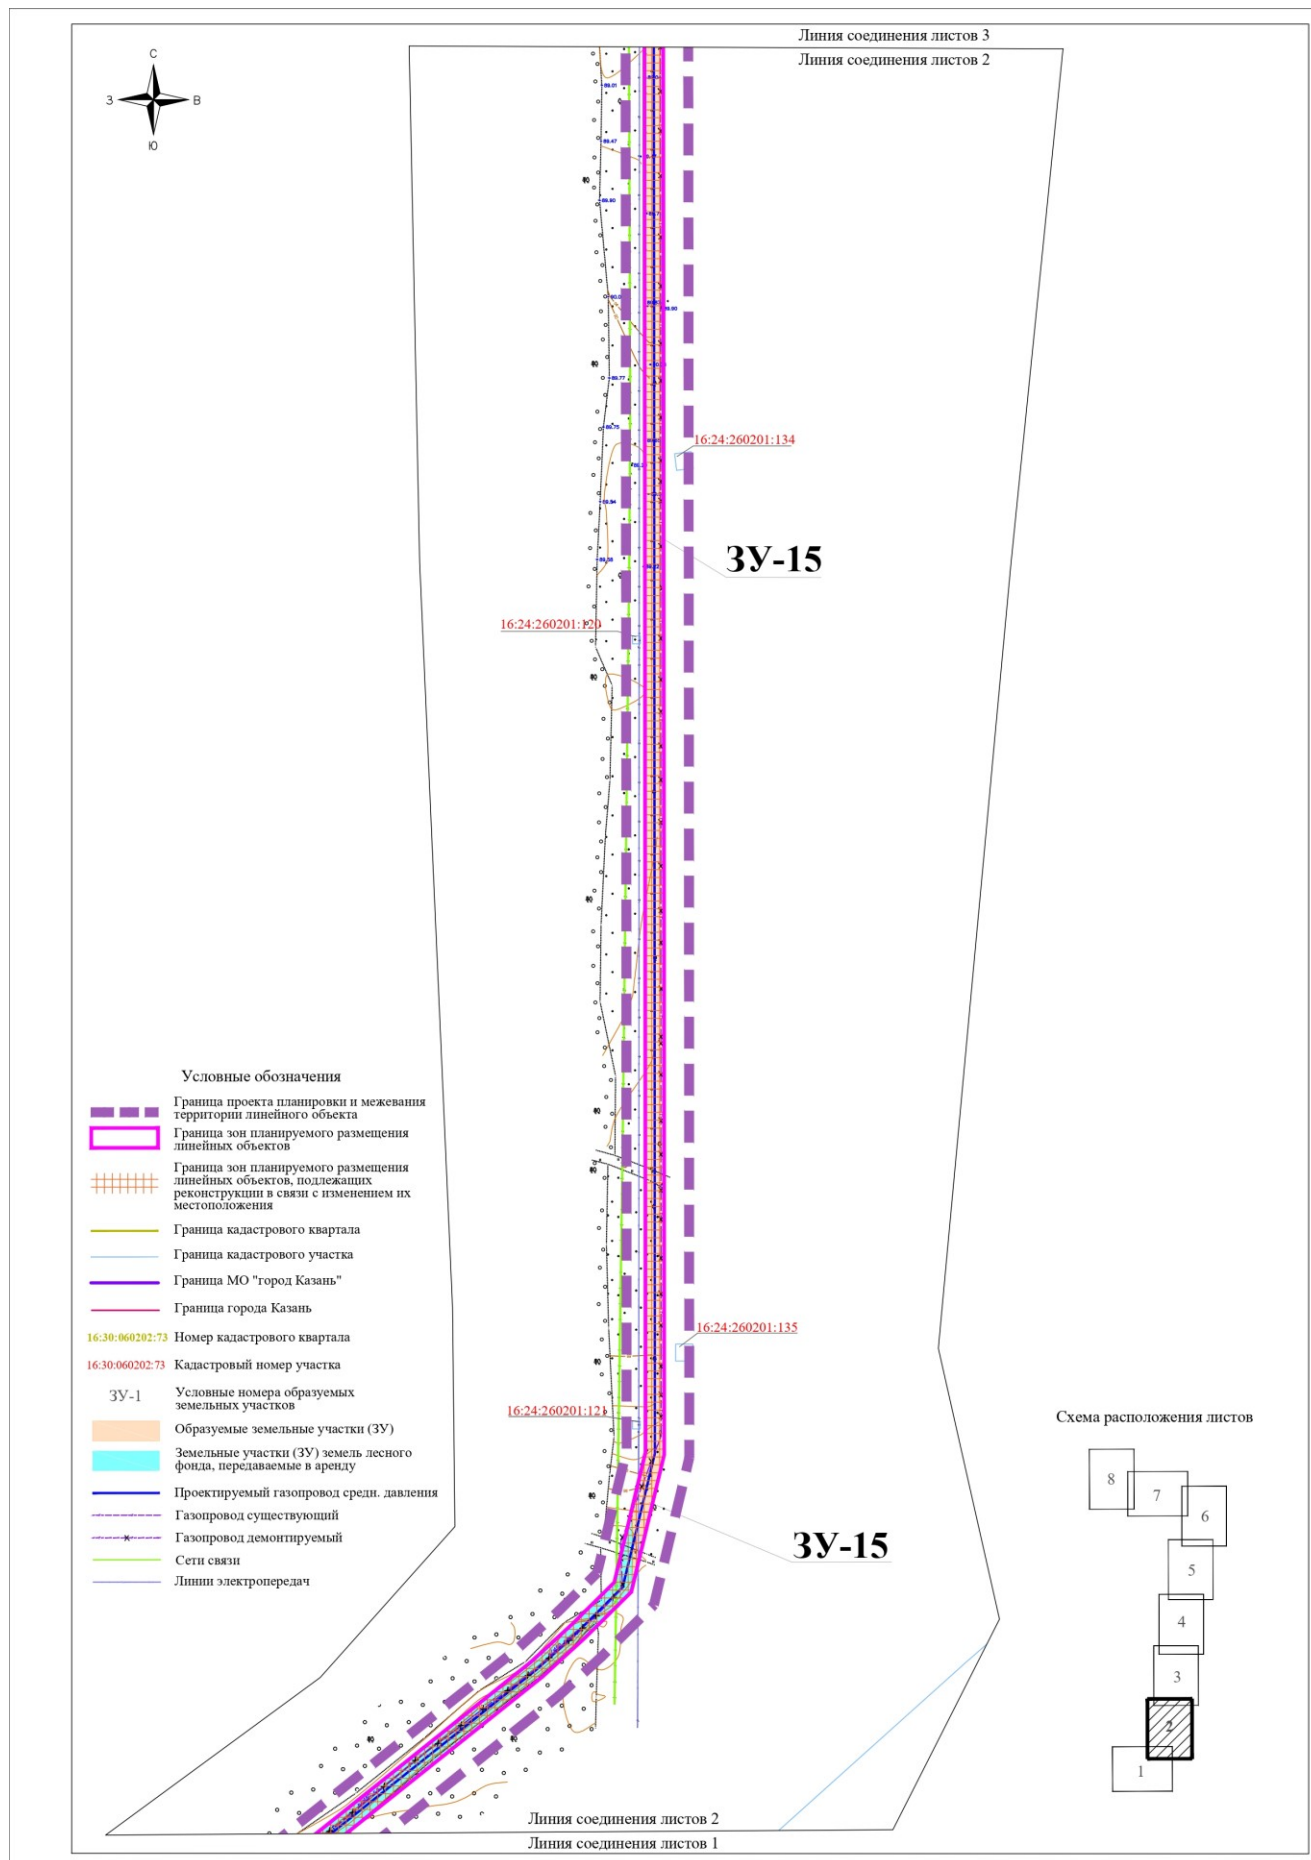 Линия соединения листов 3
Линия соединения листов 2
С
З
В
Ю
16:24:260201:134
ЗУ-15
16:24:260201:120
Условные обозначения
Граница проекта планировки и межевания
территории линейного объекта
Граница зон планируемого размещения
линейных объектов
Граница зон планируемого размещения
линейных объектов, подлежащих
реконструкции в связи с изменением их
местоположения
Граница кадастрового квартала
Граница кадастрового участка
Граница МО "город Казань"
Граница города Казань
16:30:060202:73 Номер кадастрового квартала
16:30:060202:73 Кадастровый номер участка
ЗУ-1 Условные номера образуемых
земельных участков
Образуемые земельные участки (ЗУ)
Земельные участки (ЗУ) земель лесного
фонда, передаваемые в аренду
Проектируемый газопровод средн. давления
Газопровод существующий
Газопровод демонтируемый
Сети связи
Линии электропередач
16:24:260201:135
16:24:260201:121
ЗУ-15
Схема расположения листов
8
7
6
5
4
3
2
1
Линия соединения листов 2
Линия соединения листов 1